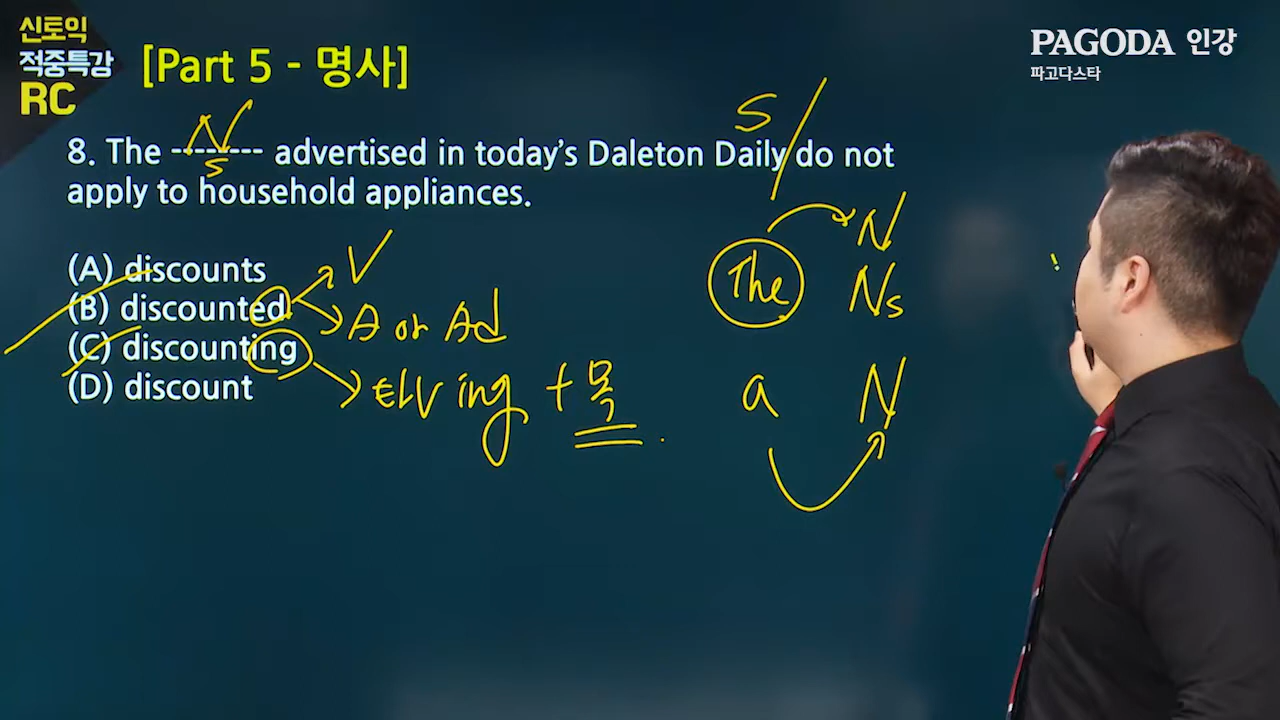 신토익
적중특강
RC
[Part 5 - 명사]
PAGODA 인강
파고다스타
N
s
S
8. The -------- advertised in today's Daleton Daily do not
apply to household appliances.
(A) discounts
(B) discounted
(C) discounting
(D) discount
V
A or Ad
타V ing + 목
The N
Ns
a N